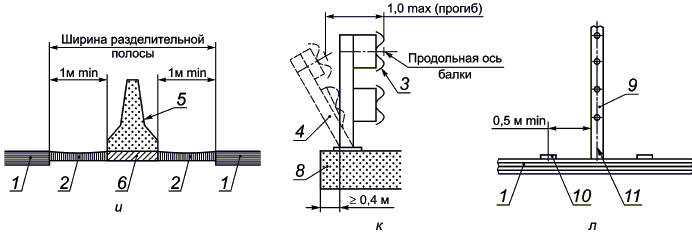 Ширина разделительной
полосы
1м min
1м min
5
1
2
6
2
1
и
1,0 max (прогиб)
Продольная ось
балки
3
4
8
≥ 0,4 м
к
9
0,5 м min
1
10
11
л